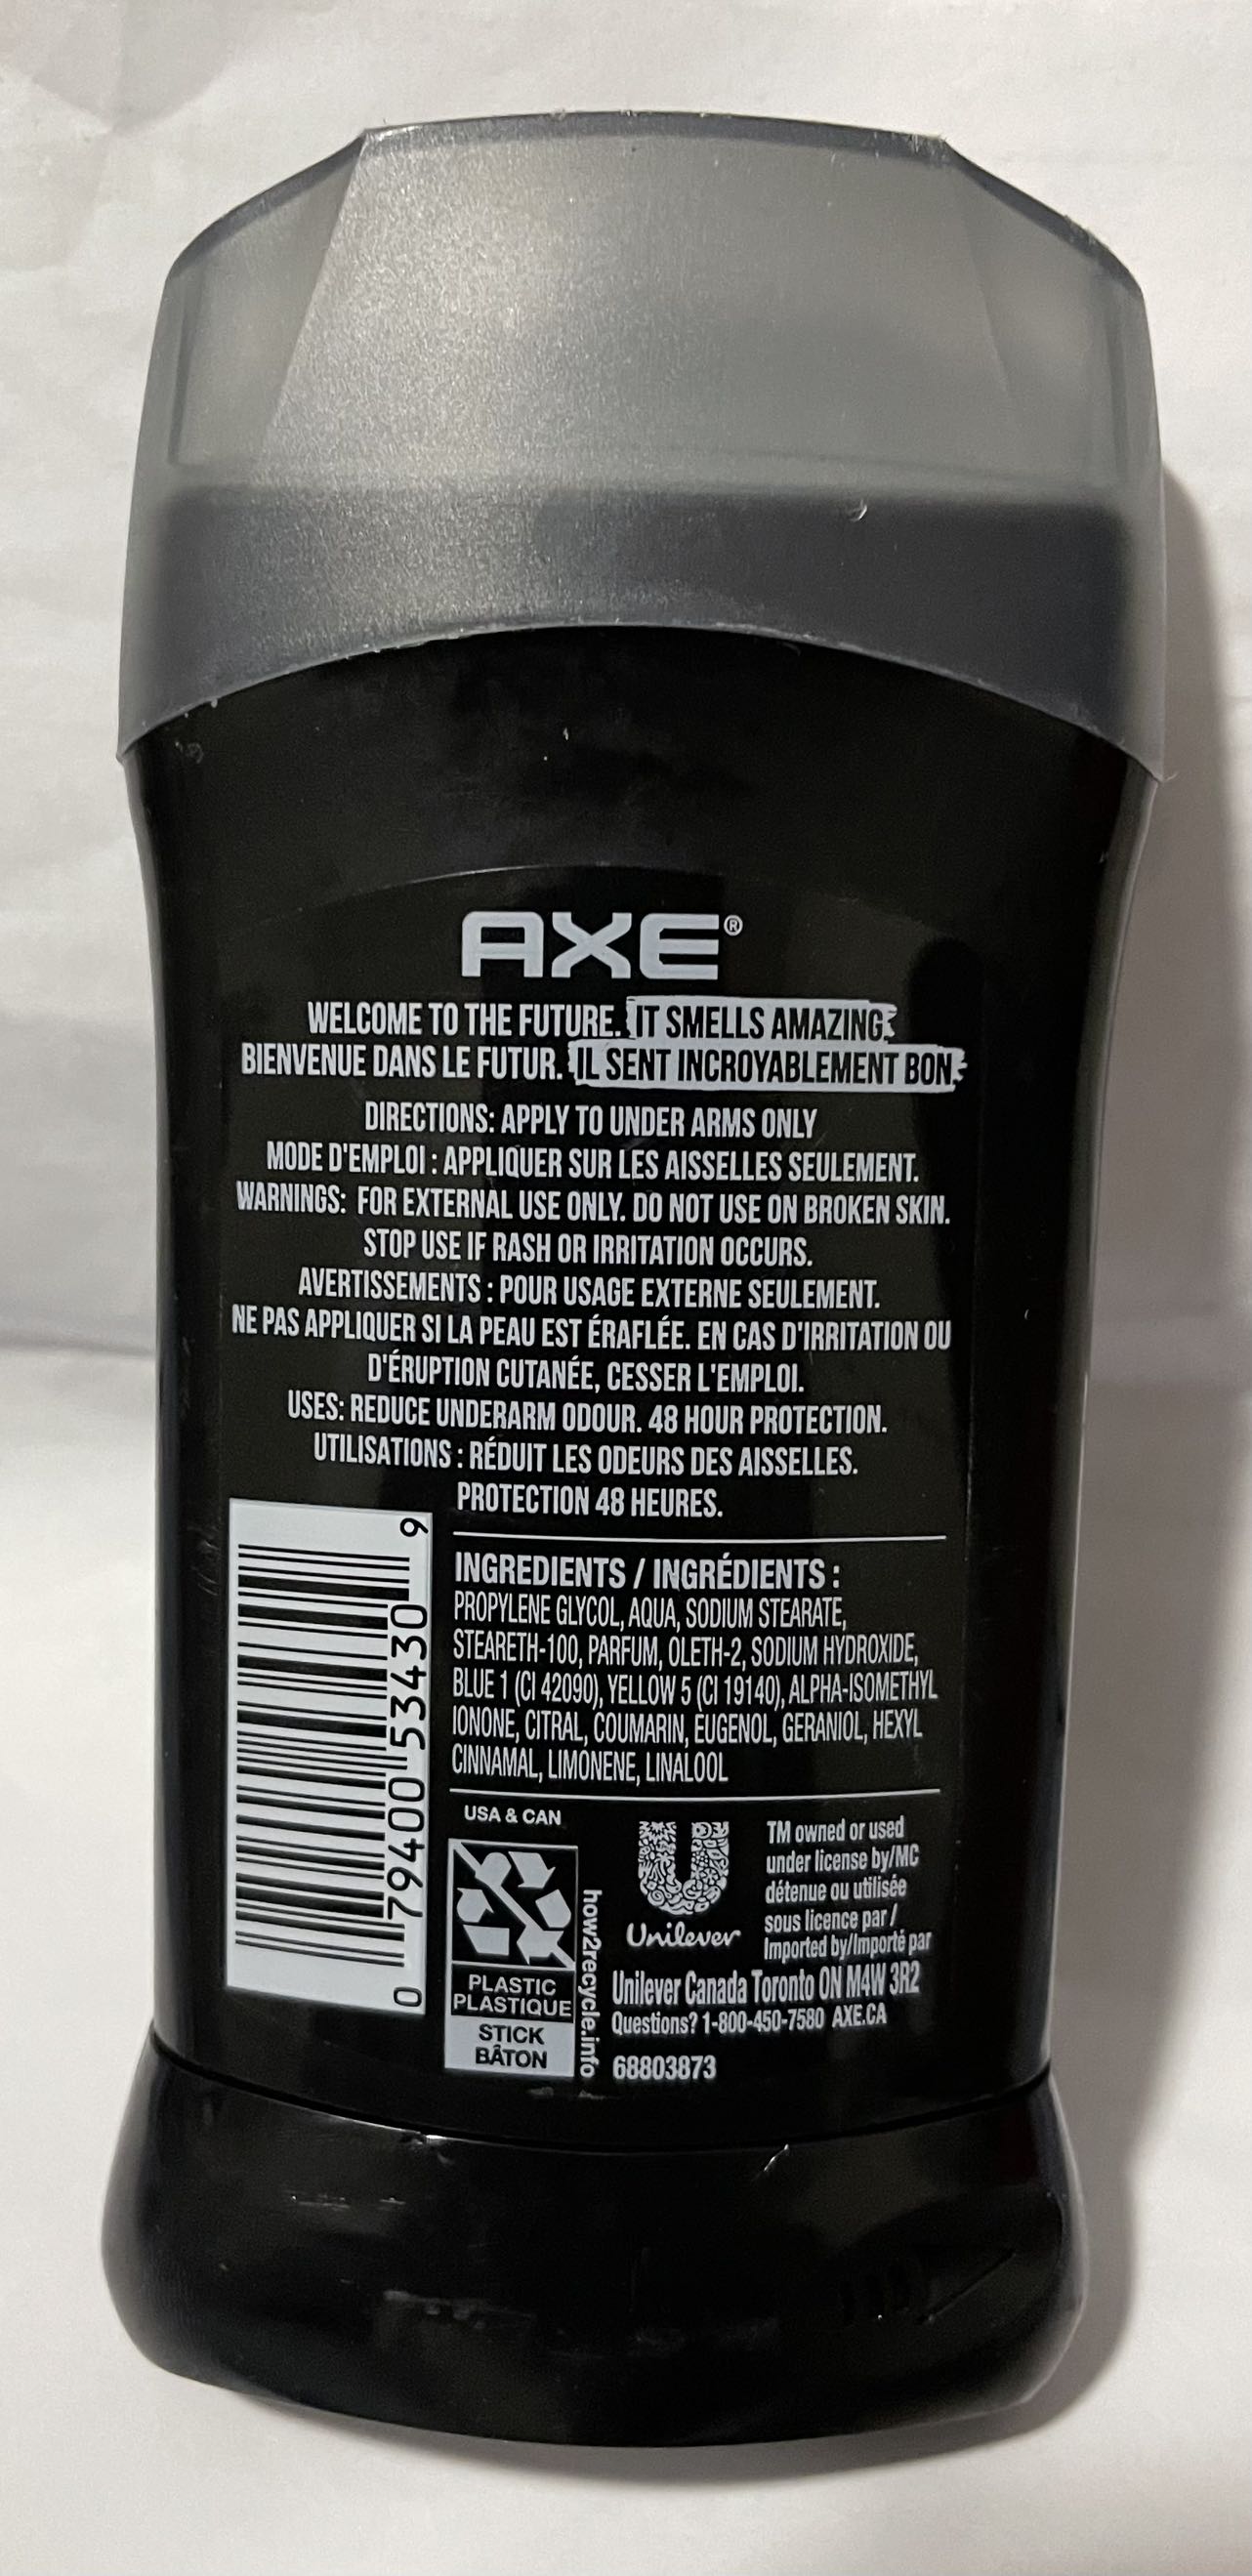 AXE®
WELCOME TO THE FUTURE. IT SMELLS AMAZING.
BIENVENUE DANS LE FUTUR. IL SENT INCROYABLEMENT BON.
DIRECTIONS: APPLY TO UNDER ARMS ONLY
MODE D'EMPLOI : APPLIQUER SUR LES AISSELLES SEULEMENT.
WARNINGS: FOR EXTERNAL USE ONLY. DO NOT USE ON BROKEN SKIN.
STOP USE IF RASH OR IRRITATION OCCURS.
AVERTISSEMENTS : POUR USAGE EXTERNE SEULEMENT.
NE PAS APPLIQUER SI LA PEAU EST ÉRAFLÉE. EN CAS D'IRRITATION OU
D'ÉRUPTION CUTANÉE, CESSER L'EMPLOI.
USES: REDUCE UNDERARM ODOUR. 48 HOUR PROTECTION.
UTILISATIONS : RÉDUIT LES ODEURS DES AISSELLES.
PROTECTION 48 HEURES.
0 79400 53430 9
INGREDIENTS / INGRÉDIENTS :
PROPYLENE GLYCOL, AQUA, SODIUM STEARATE,
STEARETH-100, PARFUM, OLETH-2, SODIUM HYDROXIDE,
BLUE 1 (CI 42090), YELLOW 5 (CI 19140), ALPHA-ISOMETHYL
IONONE, CITRAL, COUMARIN, EUGENOL, GERANIOL, HEXYL
CINNAMAL, LIMONENE, LINALOOL
USA & CAN
PLASTIC
PLASTIQUE
STICK
BÂTON
how2recycle.info
Unilever
TM owned or used
under license by/MC
détenue ou utilisée
sous licence par /
Imported by/Importé par
Unilever Canada Toronto ON M4W 3R2
Questions? 1-800-450-7580 AXE.CA
68803873